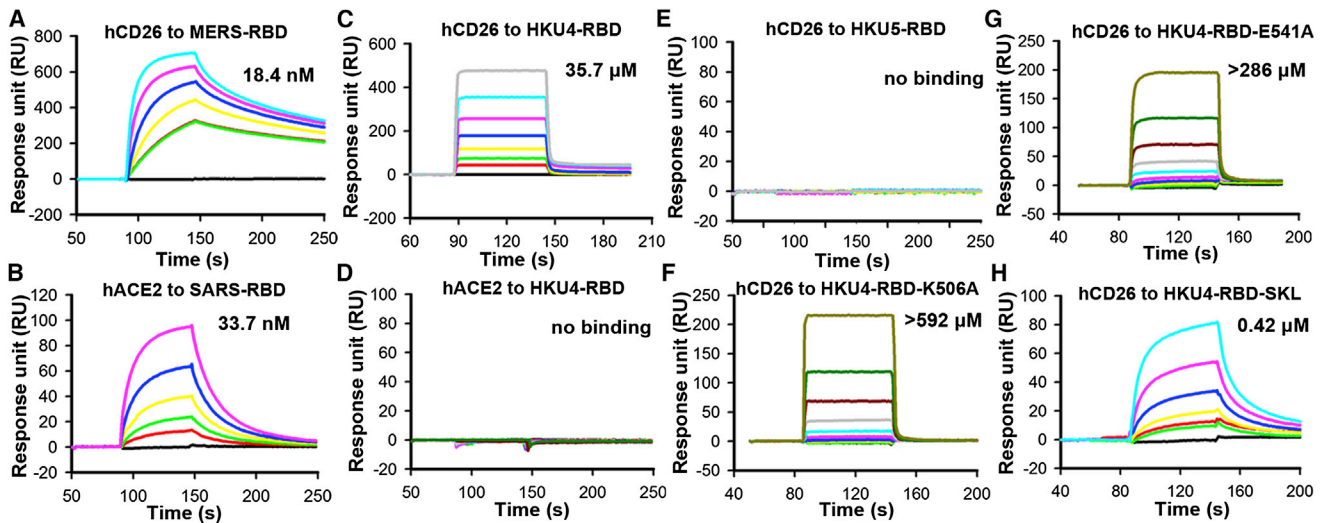 A
hCD26 to MERS-RBD
18.4 nM
Response unit (RU)
800
600
400
200
0
-200
50 100 150 200 250
Time (s)
B
hACE2 to SARS-RBD
33.7 nM
Response unit (RU)
120
100
80
60
40
20
0
-20
50 100 150 200 250
Time (s)
C
hCD26 to HKU4-RBD
35.7 µM
Response unit (RU)
600
400
200
0
-200
60 90 120 150 180 210
Time (s)
D
hACE2 to HKU4-RBD
no binding
Response unit (RU)
100
80
60
40
20
0
-20
50 100 150 200 250
Time (s)
E
hCD26 to HKU5-RBD
no binding
Response unit (RU)
100
80
60
40
20
0
-20
50 100 150 200 250
Time (s)
F
hCD26 to HKU4-RBD-K506A
>592 µM
Response unit (RU)
250
200
150
100
50
0
-50
40 80 120 160 200
Time (s)
G
hCD26 to HKU4-RBD-E541A
>286 µM
Response unit (RU)
250
200
150
100
50
0
-50
40 80 120 160 200
Time (s)
H
hCD26 to HKU4-RBD-SKL
0.42 µM
Response unit (RU)
100
80
60
40
20
0
-20
40 60 80 100 120 140 160 180 200
Time (s)